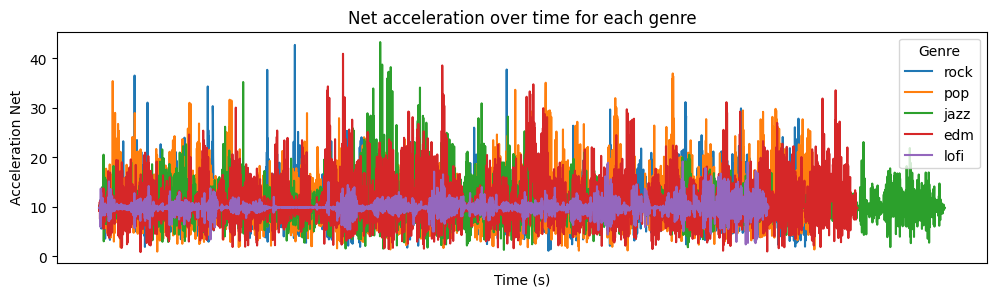 Net acceleration over time for each genre
Acceleration Net
40
30
20
10
0
Time (s)
Genre
rock
pop
jazz
edm
lofi